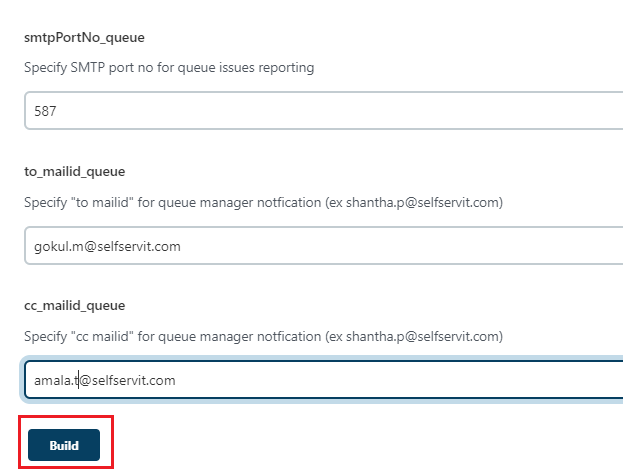 smtpPortNo_queue
Specify SMTP port no for queue issues reporting
587
to_mailid_queue
Specify "to mailid" for queue manager notfication (ex shantha.p@selfservit.com)
gokul.m@selfservit.com
cc_mailid_queue
Specify "cc mailid" for queue manager notfication (ex shantha.p@selfservit.com)
amala.t@selfservit.com
Build